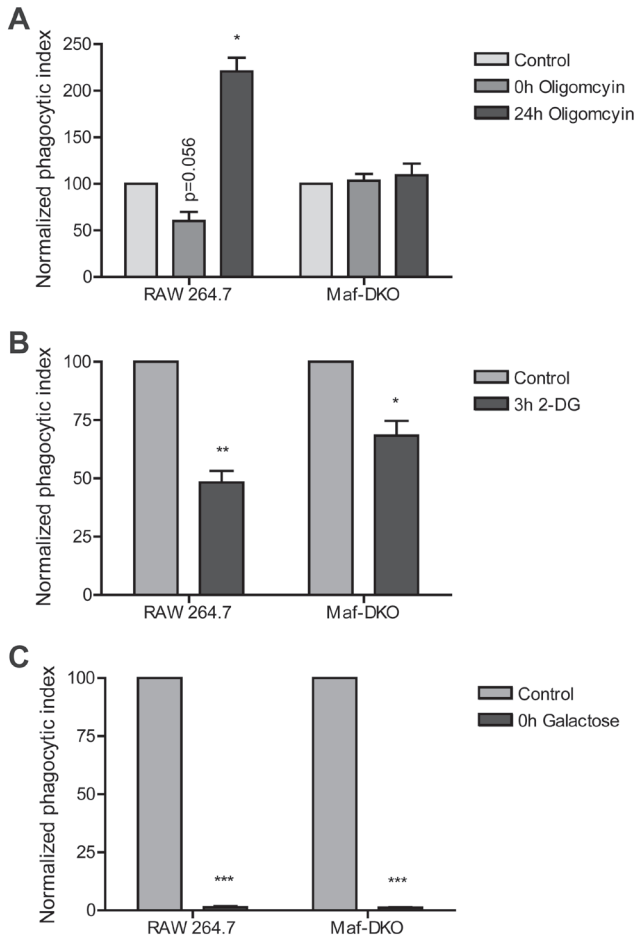 A
Normalized phagocytic index
250
200
150
100
50
0
*
p=0.056
RAW 264.7
Maf-DKO
Control
0h Oligomcyin
24h Oligomcyin
B
Normalized phagocytic index
100
75
50
25
0
**
*
RAW 264.7
Maf-DKO
Control
3h 2-DG
C
Normalized phagocytic index
100
75
50
25
0
***
***
RAW 264.7
Maf-DKO
Control
0h Galactose